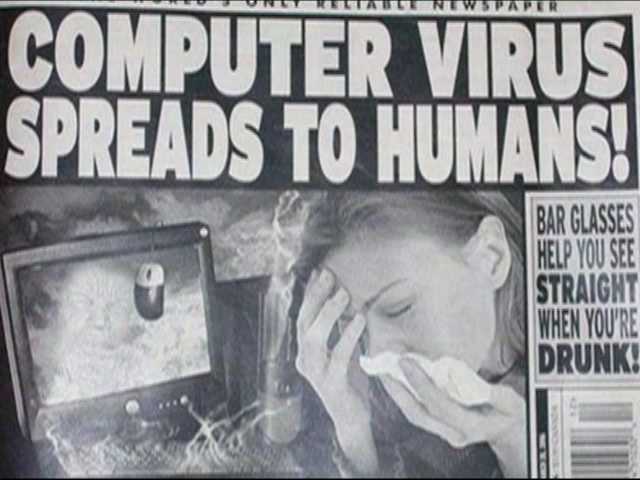 WORLD'S ONLY RELIABLE NEWSPAPER
COMPUTER VIRUS
SPREADS TO HUMANS!
BAR GLASSES
HELP YOU SEE
STRAIGHT
WHEN YOU'RE
DRUNK!